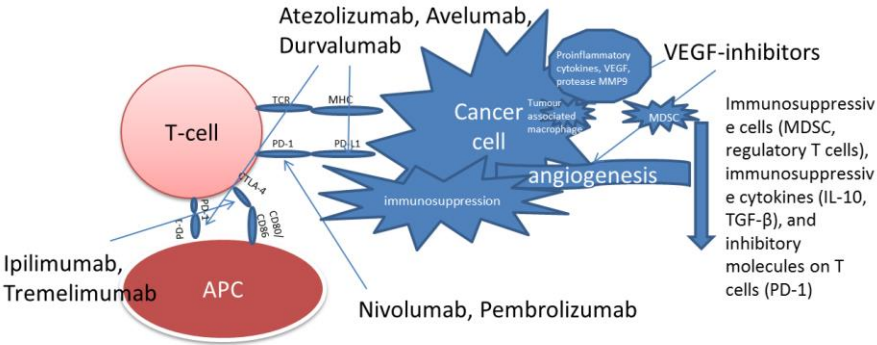 Atezolizumab, Avelumab,
Durvalumab
Proinflammatory
cytokines, VEGF,
protease MMP9
VEGF-inhibitors
TCR
MHC
T-cell
Cancer
cell
Tumour
associated
macrophage
MDSC
Immunosuppressiv
e cells (MDSC,
regulatory T cells),
immunosuppressiv
e cytokines (IL-10,
TGF-β), and
inhibitory
molecules on T
cells (PD-1)
PD-1
PD-L1
angiogenesis
CTLA-4
immunosuppression
PD-1
CD80/
CD86
Ipilimumab,
Tremelimumab
APC
Nivolumab, Pembrolizumab